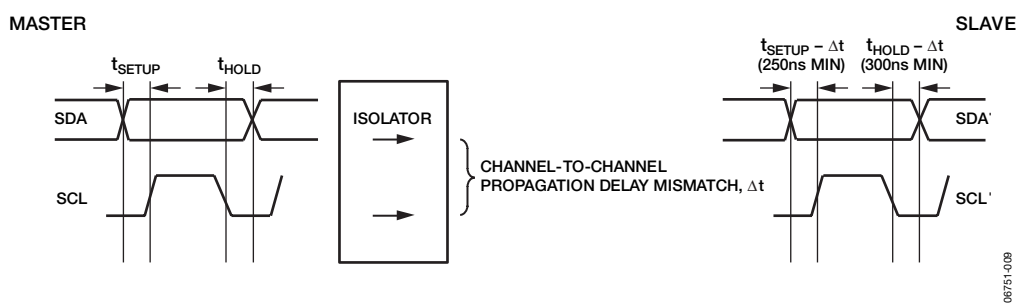 MASTER
SLAVE
tSETUP
tHOLD
tSETUP – Δt
(250ns MIN)
tHOLD – Δt
(300ns MIN)
SDA
ISOLATOR
SDA'
CHANNEL-TO-CHANNEL
PROPAGATION DELAY MISMATCH, Δt
SCL
SCL'
06751-009